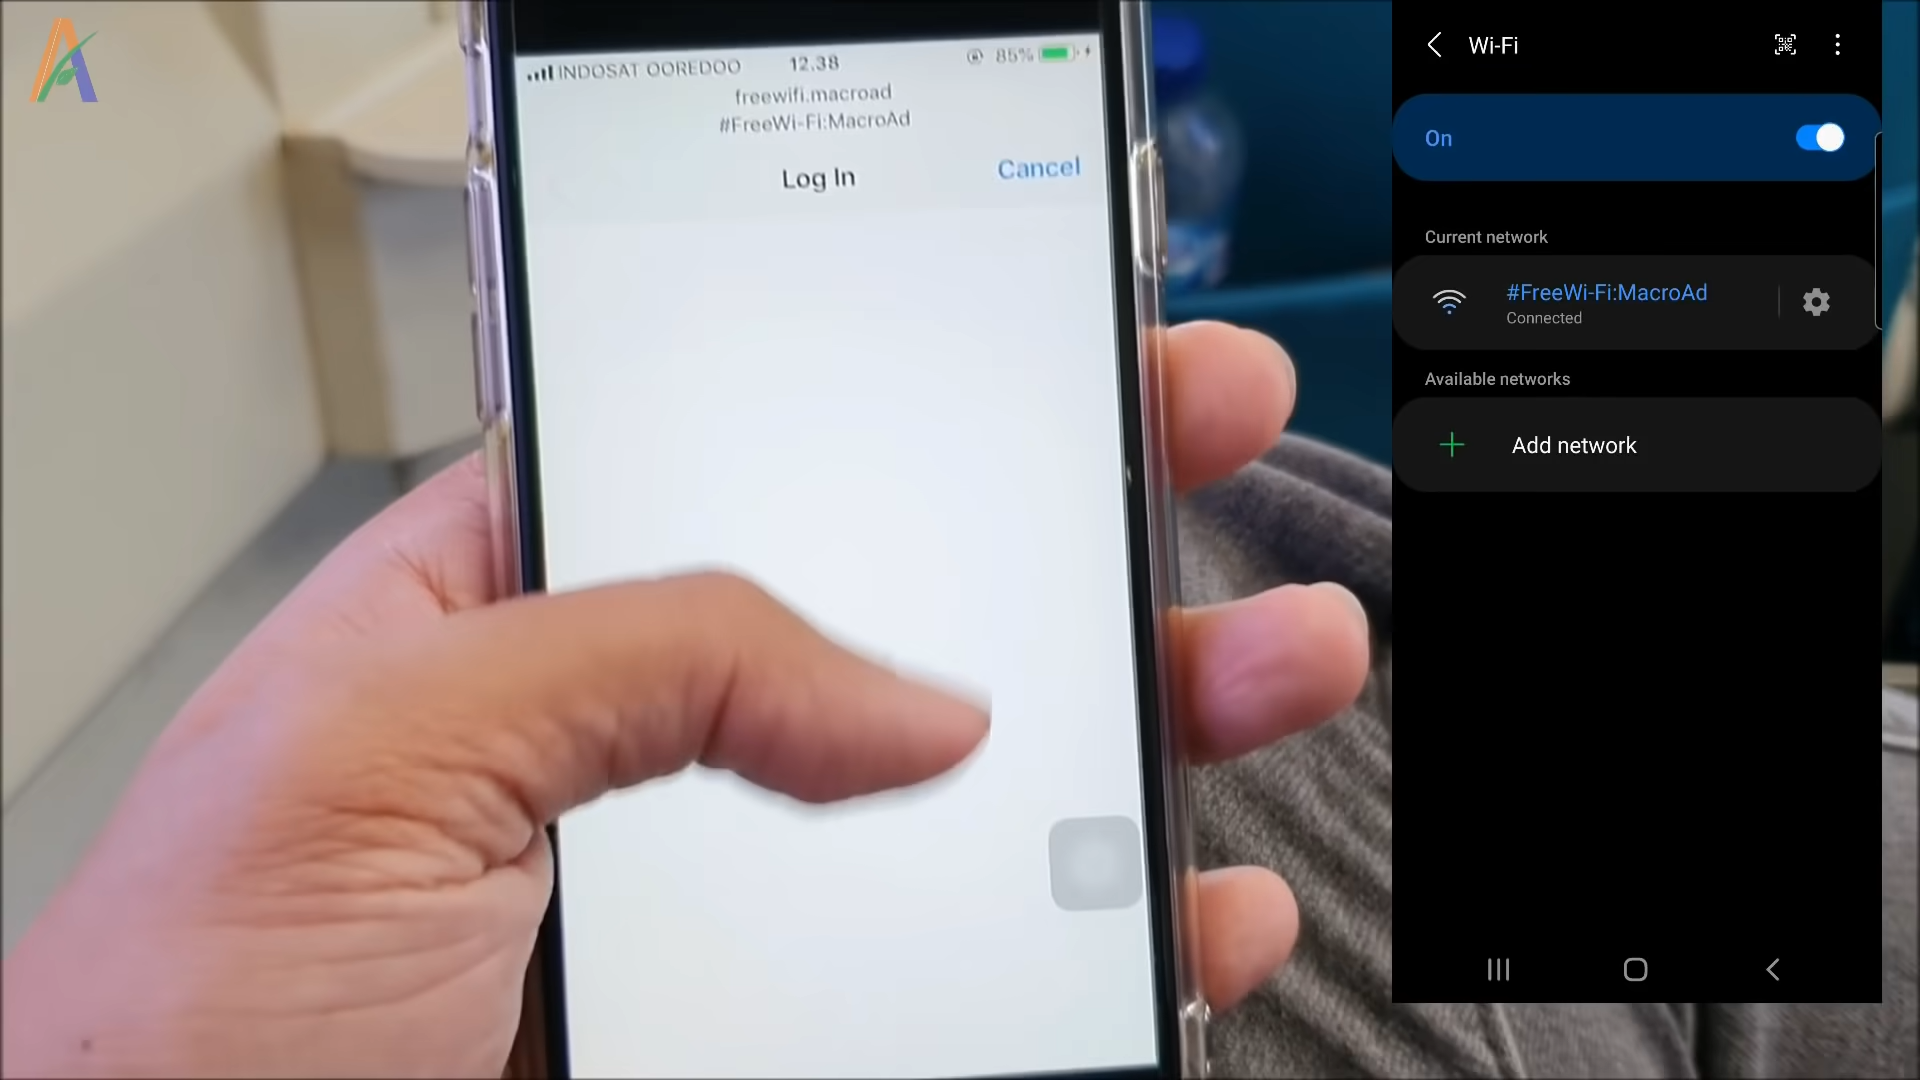 INDOSAT OOREDOO 12.38 85%
freewifi.macroad
#FreeWi-Fi:MacroAd
Log In Cancel
Wi-Fi
On
Current network
#FreeWi-Fi:MacroAd
Connected
Available networks
Add network